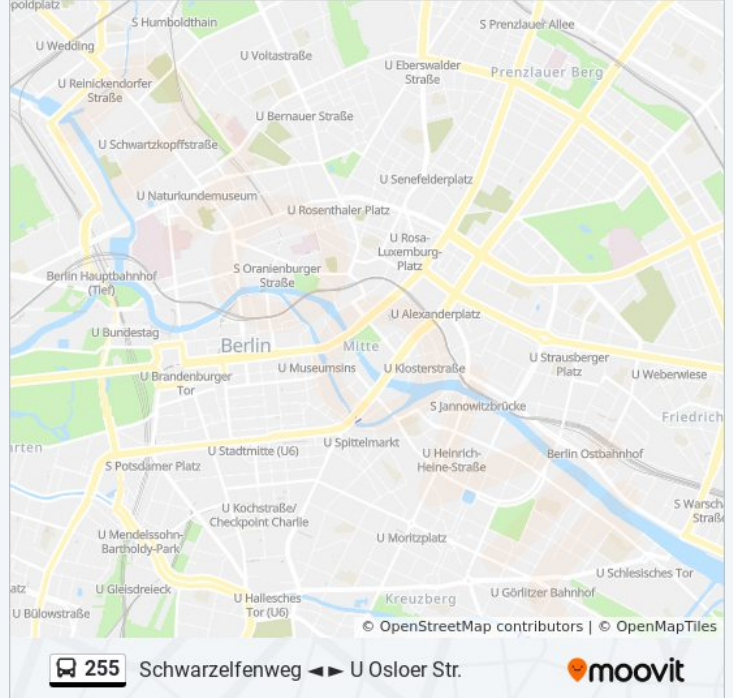 poldplatz
S Humboldthain
S Prenzlauer Allee
U Wedding
U Voltastraße
U Eberswalder
Straße
Prenzlauer Berg
U Reinickendorfer
Straße
U Bernauer Straße
U Schwartzkopffstraße
U Senefelderplatz
U Naturkundemuseum
U Rosenthaler Platz
U Rosa-
Luxemburg-
Platz
Berlin Hauptbahnhof
(Tief)
S Oranienburger
Straße
U Alexanderplatz
U Bundestag
Berlin
Mitte
U Museumsins
U Klosterstraße
U Strausberger
Platz
U Weberwiese
U Brandenburger
Tor
S Jannowitzbrücke
Friedrich
arten
U Stadtmitte (U6)
U Spittelmarkt
U Heinrich-
Heine-Straße
Berlin Ostbahnhof
S Potsdamer Platz
S Warsch
Straße
U Kochstraße/
Checkpoint Charlie
U Mendelssohn-
Bartholdy-Park
U Moritzplatz
U Schlesisches Tor
atz
U Gleisdreieck
U Hallesches
Tor (U6)
Kreuzberg
U Görlitzer Bahnhof
U Bülowstraße
© OpenStreetMap contributors | © OpenMapTiles
255 Schwarzelfenweg ◄ ► U Osloer Str.
moovit